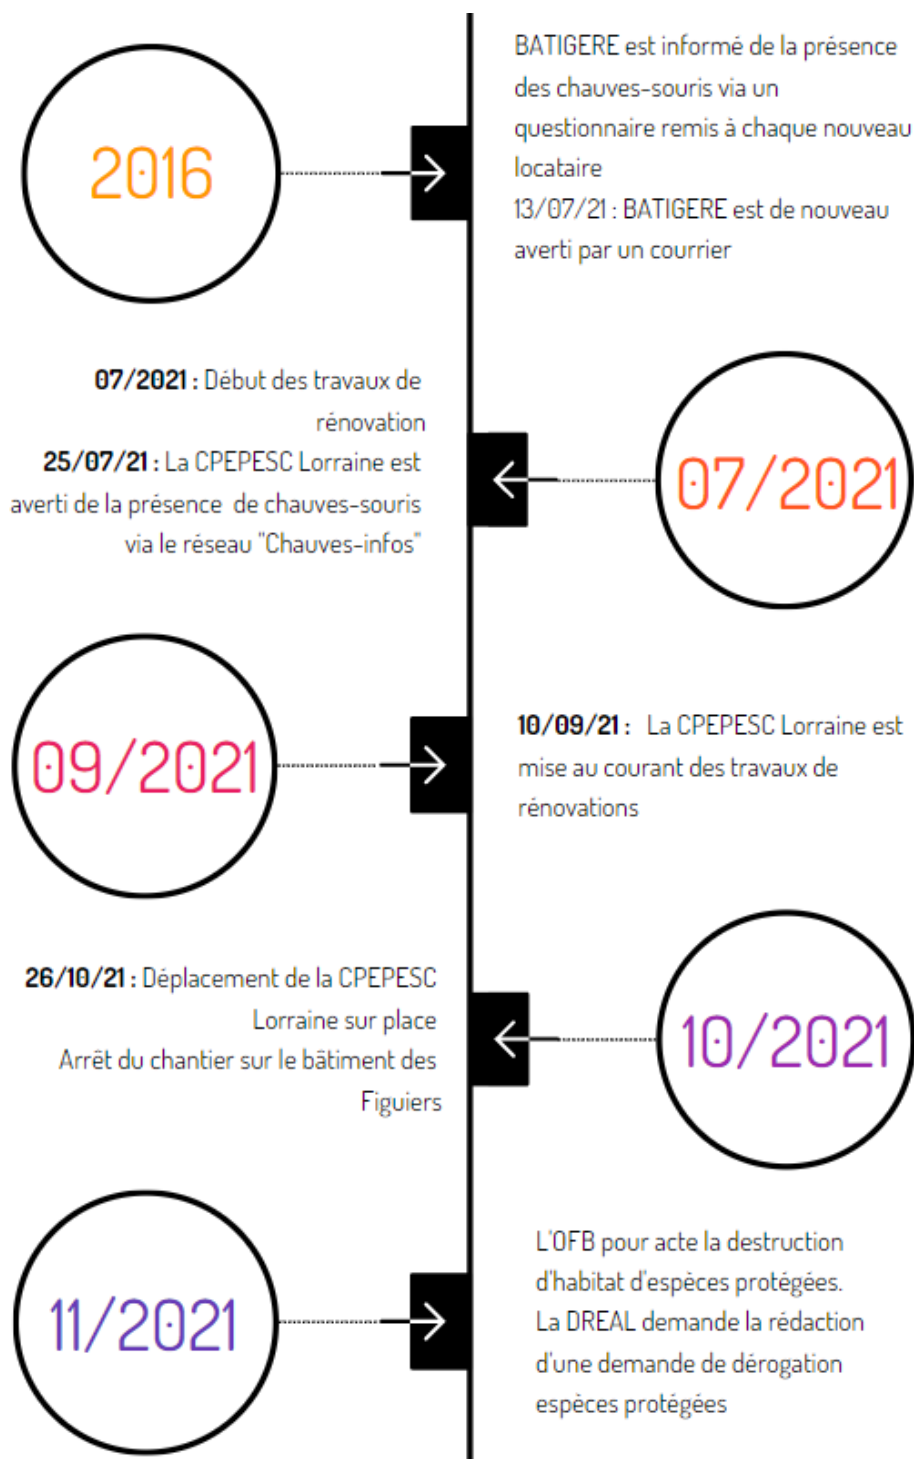 2016
BATIGERE est informé de la présence
des chauves-souris via un
questionnaire remis à chaque nouveau
locataire
13/07/21 : BATIGERE est de nouveau
averti par un courrier
07/2021 : Début des travaux de
rénovation
25/07/21 : La CPEPESC Lorraine est
averti de la présence de chauves-souris
via le réseau "Chauves-infos"
07/2021
09/2021
10/09/21 : La CPEPESC Lorraine est
mise au courant des travaux de
rénovations
26/10/21 : Déplacement de la CPEPESC
Lorraine sur place
Arrêt du chantier sur le bâtiment des
Figuiers
10/2021
11/2021
L'OFB pour acte la destruction
d'habitat d'espèces protégées.
La DREAL demande la rédaction
d'une demande de dérogation
espèces protégées